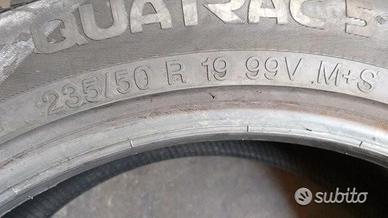 QUATRAC 5
235/50 R 19 99V M+S
subito